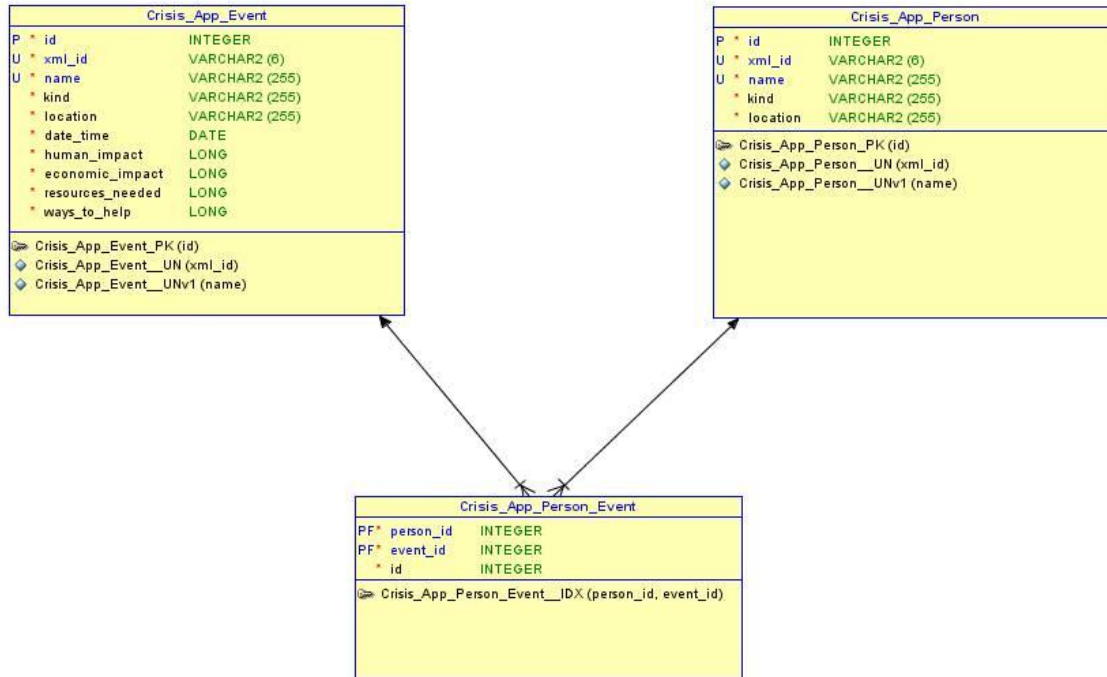 Crisis_App_Event
P * id INTEGER
U * xml_id VARCHAR2 (6)
U * name VARCHAR2 (255)
* kind VARCHAR2 (255)
* location VARCHAR2 (255)
* date_time DATE
* human_impact LONG
* economic_impact LONG
* resources_needed LONG
* ways_to_help LONG
Crisis_App_Event_PK (id)
Crisis_App_Event__UN (xml_id)
Crisis_App_Event__UNv1 (name)
Crisis_App_Person
P * id INTEGER
U * xml_id VARCHAR2 (6)
U * name VARCHAR2 (255)
* kind VARCHAR2 (255)
* location VARCHAR2 (255)
Crisis_App_Person_PK (id)
Crisis_App_Person__UN (xml_id)
Crisis_App_Person__UNv1 (name)
Crisis_App_Person_Event
PF* person_id INTEGER
PF* event_id INTEGER
* id INTEGER
Crisis_App_Person_Event__IDX (person_id, event_id)